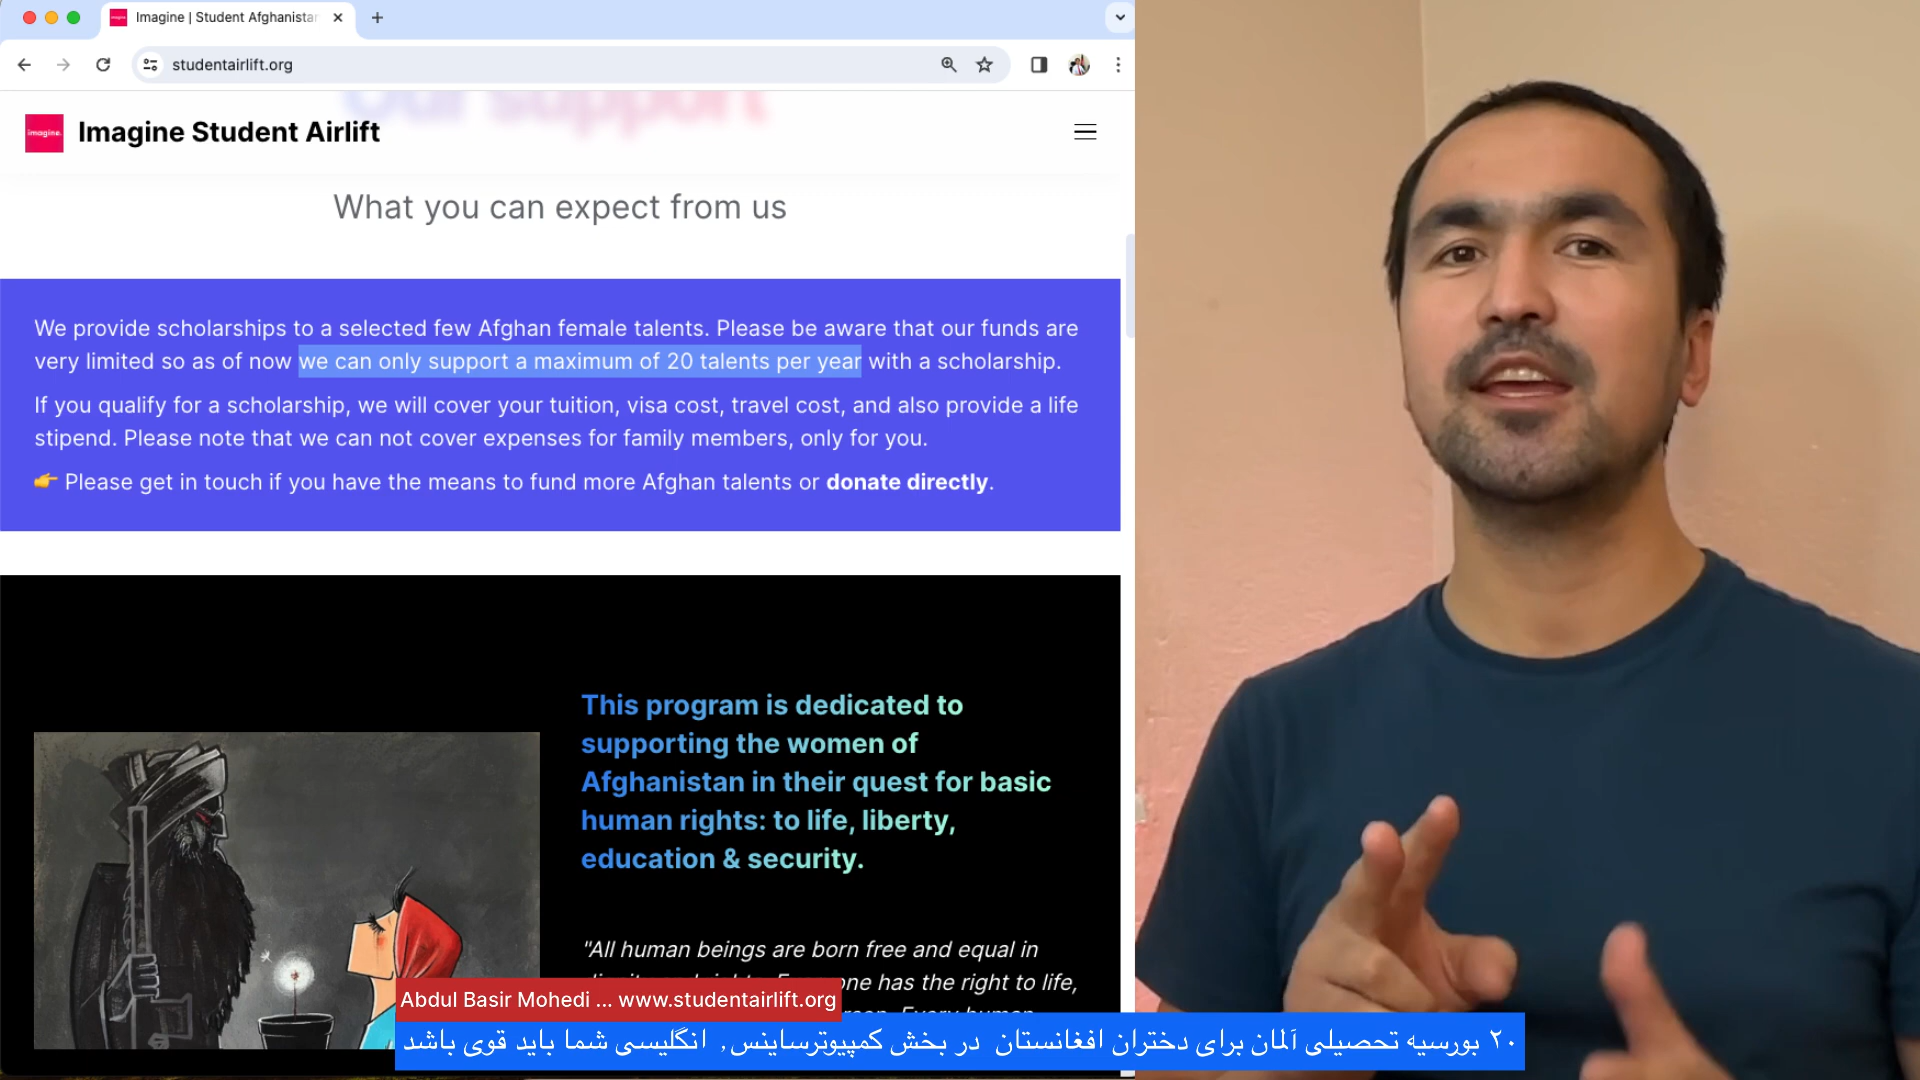 Imagine | Student Afghanistan
studentairlift.org
Our support
imagine.
Imagine Student Airlift
What you can expect from us
We provide scholarships to a selected few Afghan female talents. Please be aware that our funds are
very limited so as of now we can only support a maximum of 20 talents per year with a scholarship.
If you qualify for a scholarship, we will cover your tuition, visa cost, travel cost, and also provide a life
stipend. Please note that we can not cover expenses for family members, only for you.
👉 Please get in touch if you have the means to fund more Afghan talents or donate directly.
This program is dedicated to
supporting the women of
Afghanistan in their quest for basic
human rights: to life, liberty,
education & security.
"All human beings are born free and equal in
one has the right to life,
Abdul Basir Mohedi ... www.studentairlift.org
۲۰ بورسیه تحصیلی آلمان برای دختران افغانستان در بخش کمپیوترساینس, انگلیسی شما باید قوی باشد